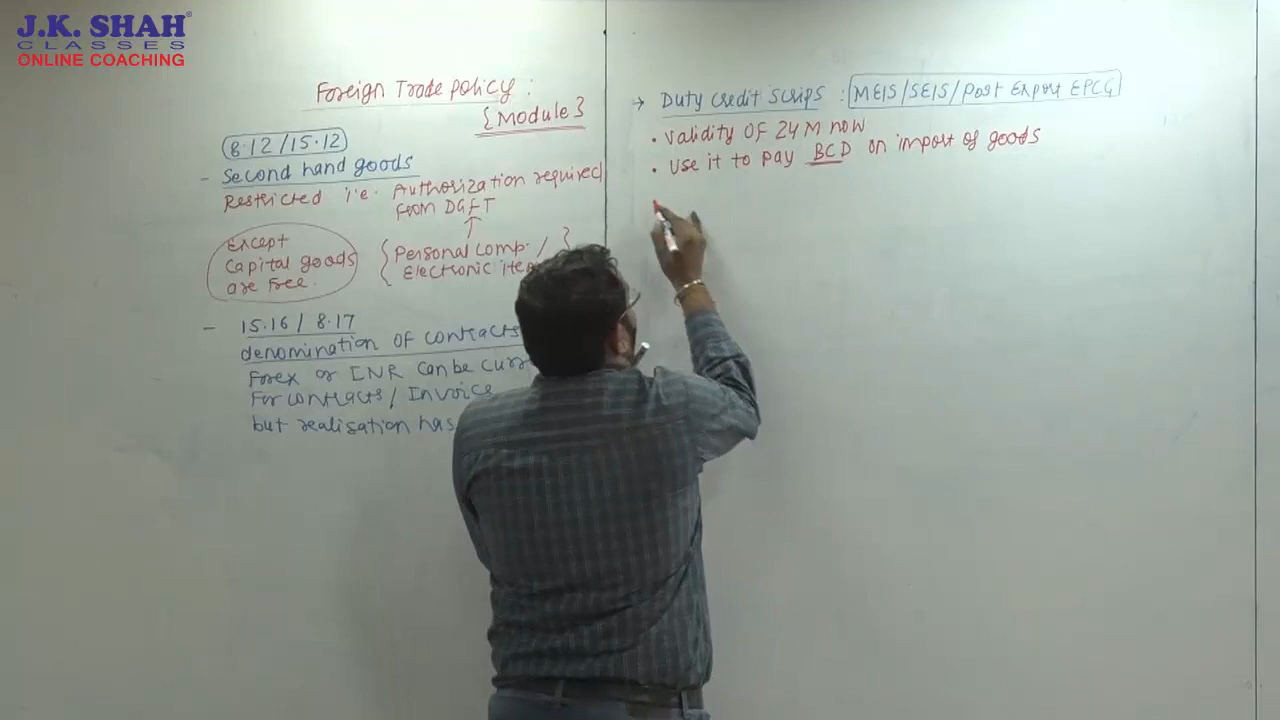 J.K. SHAH®
CLASSES
ONLINE COACHING
Foreign Trade Policy :
{Module 3
8.12 / 15.12
- Second hand goods
Restricted i.e. Authorization required
from DGFT
Except
Capital goods
are Free.
{ Personal Comp. / }
Electronic
- 15.16 / 8.17
denomination of contracts
Forex or INR can be
For contracts / Invoice
but realisation has
→ Duty Credit Scrips : MEIS/SEIS/Post Export EPCG
• Validity OF 24 M now
• Use it to pay BCD on import of goods